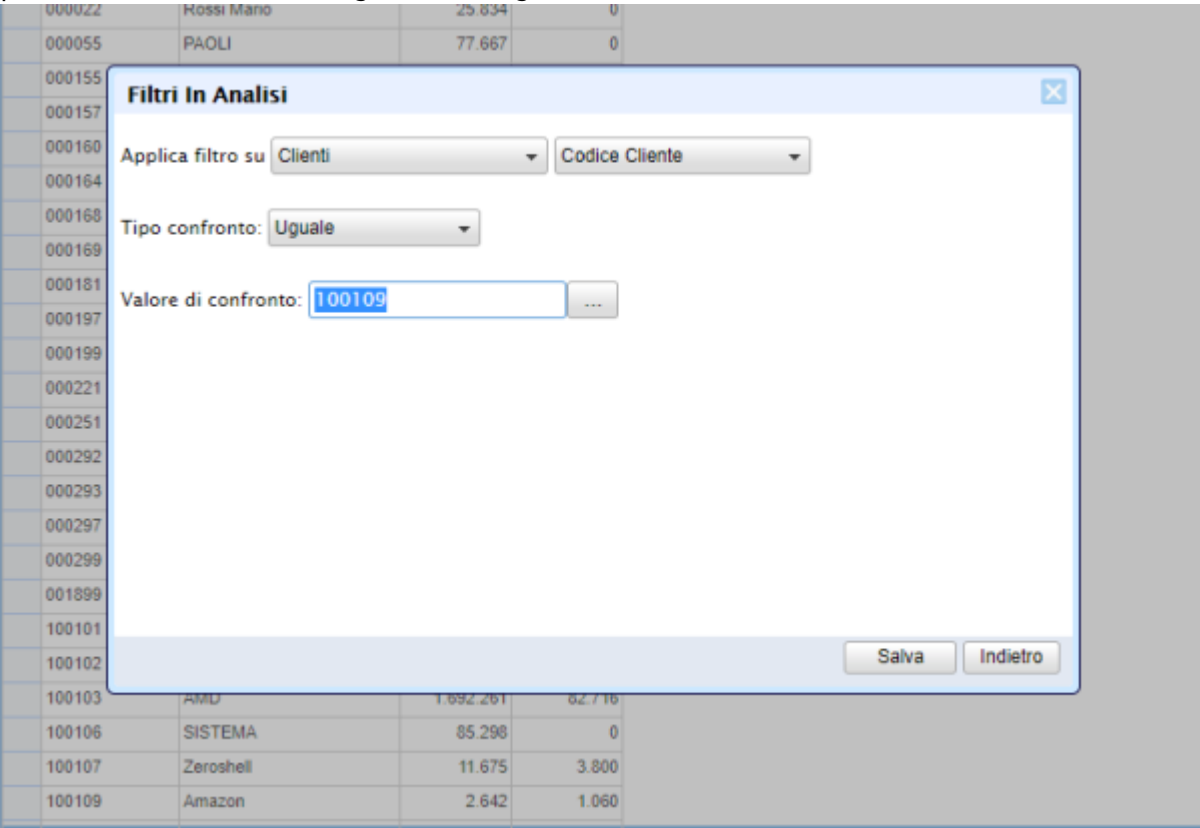 000022 Rossi Mario 25.834 0
000055 PAOLI 77.667 0
000155
Filtri In Analisi
000157
000160 Applica filtro su Clienti Codice Cliente
000164
000168 Tipo confronto: Uguale
000169
000181 Valore di confronto: 100109 ...
000197
000199
000221
000251
000292
000293
000297
000299
001899
100101
100102 Salva Indietro
100103 AMD 1.692.261 82.716
100106 SISTEMA 85.298 0
100107 Zeroshell 11.675 3.800
100109 Amazon 2.642 1.060